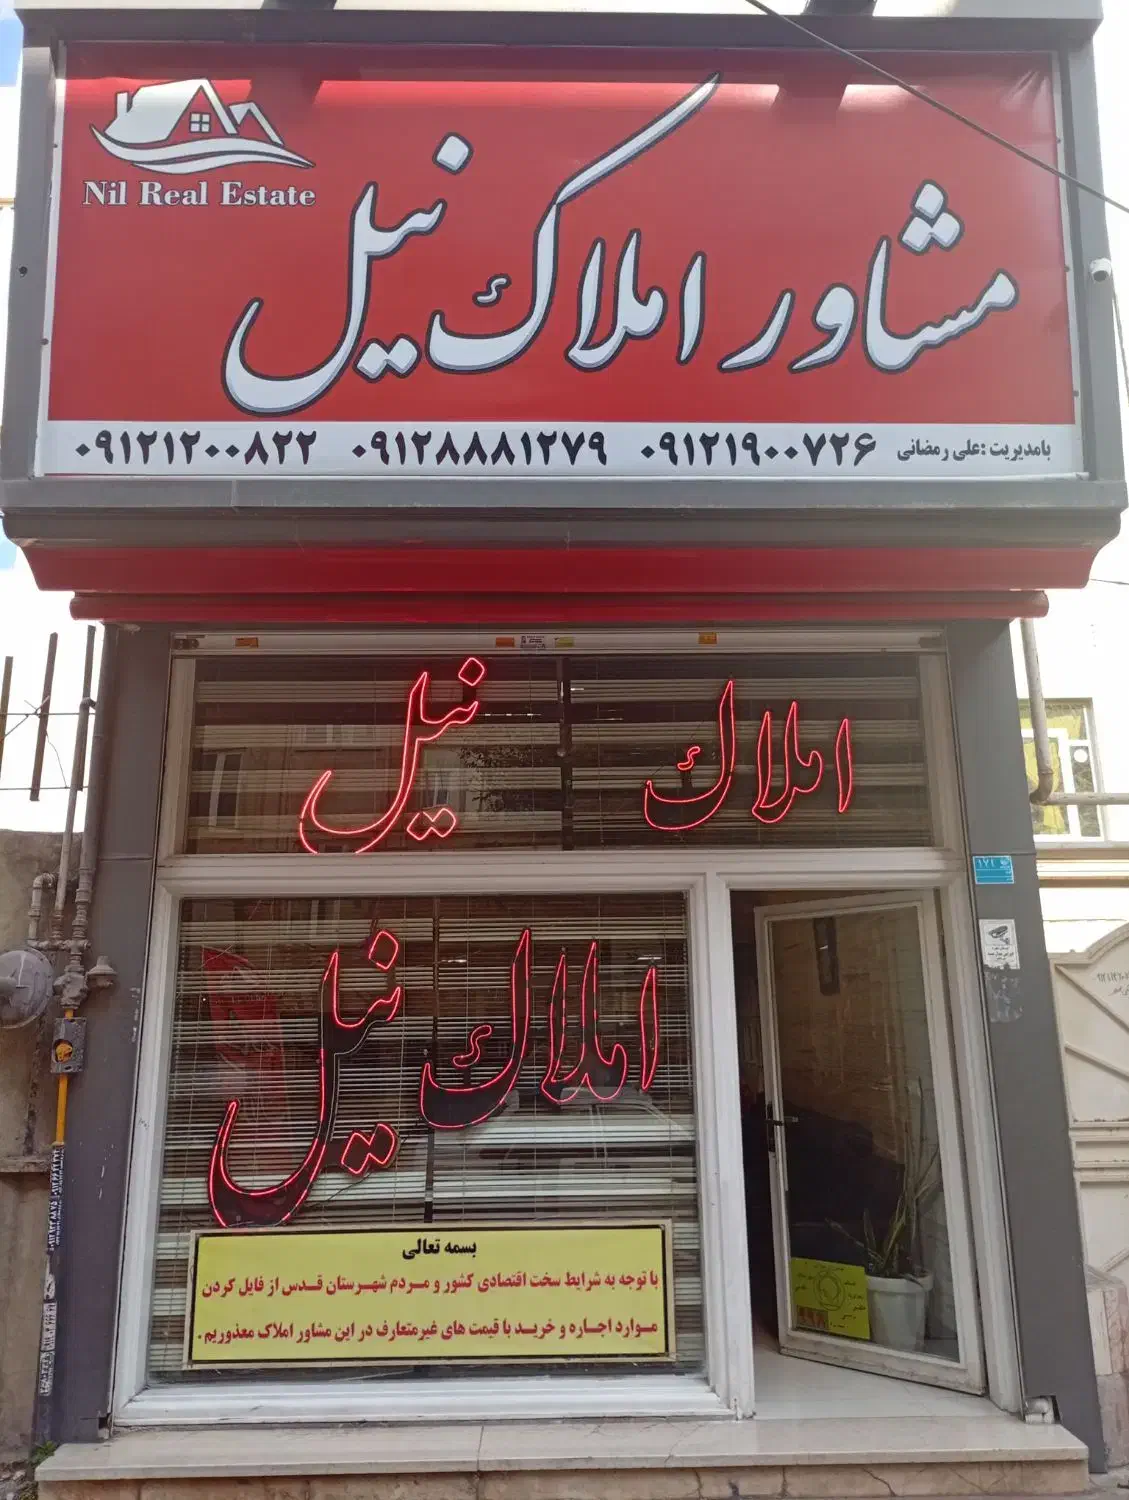 Nil Real Estate
مشاور املاک نیل
بامدیریت :علی رمضانی ۰۹۱۲۱۹۰۰۷۲۶ ۰۹۱۲۸۸۸۱۲۷۹ ۰۹۱۲۱۲۰۰۸۲۲
املاک نیل
املاک نیل
۱۷۱
بسمه تعالی
با توجه به شرایط سخت اقتصادی کشور و مردم شهرستان قدس از فایل کردن
موارد اجاره و خرید با قیمت های غیرمتعارف در این مشاور املاک معذوریم .